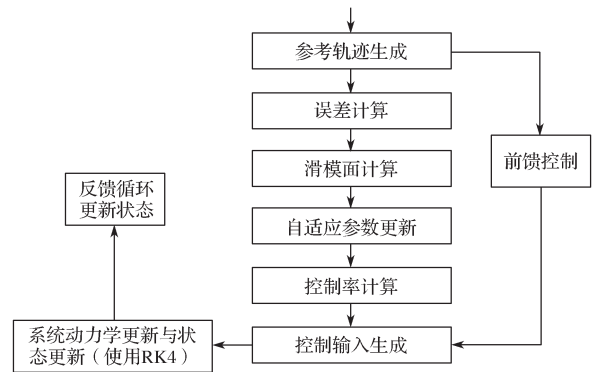 参考轨迹生成
误差计算
滑模面计算
前馈控制
反馈循环
更新状态
自适应参数更新
控制率计算
系统动力学更新与状
态更新（使用RK4）
控制输入生成